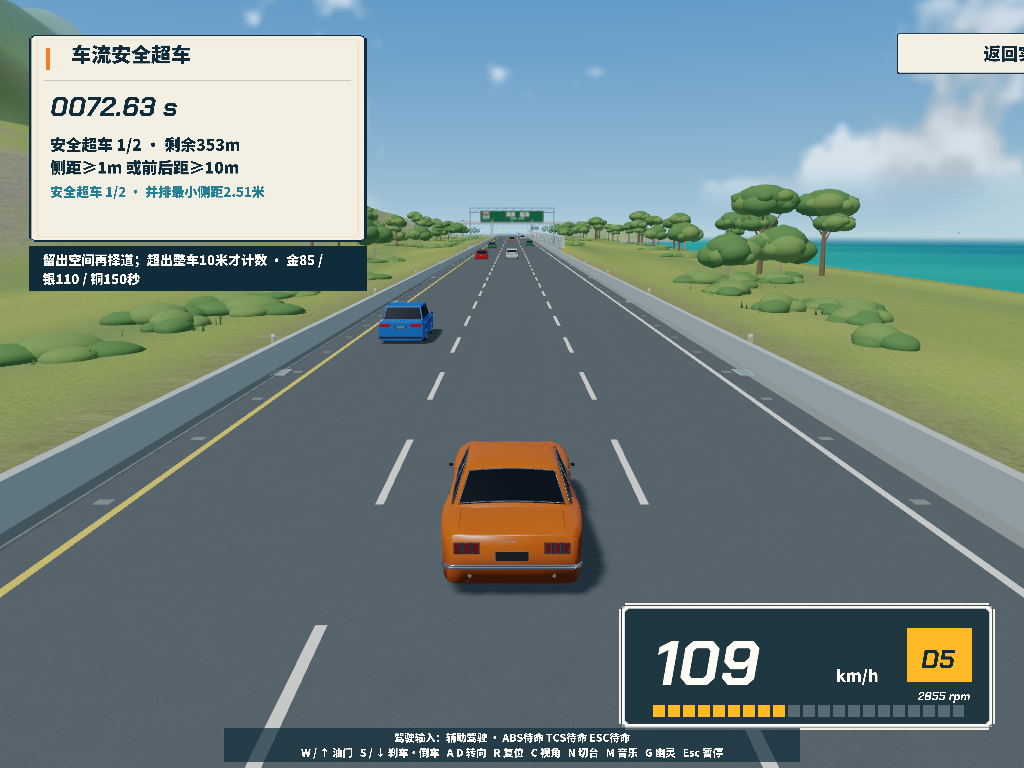 车流安全超车
返回
0072.63 s
安全超车 1/2 · 剩余353m
侧距≥1m 或前后距≥10m
安全超车 1/2 · 并排最小侧距2.51米
留出空间再择道；超出整车10米才计数 · 金85 /
银110 / 铜150秒
109 km/h D5
2855 rpm
驾驶输入：辅助驾驶 · ABS待命 TCS待命 ESC待命
W / ↑ 油门 S / ↓ 刹车·倒车 A D 转向 R 复位 C 视角 N 切台 M 音乐 G 幽灵 Esc 暂停